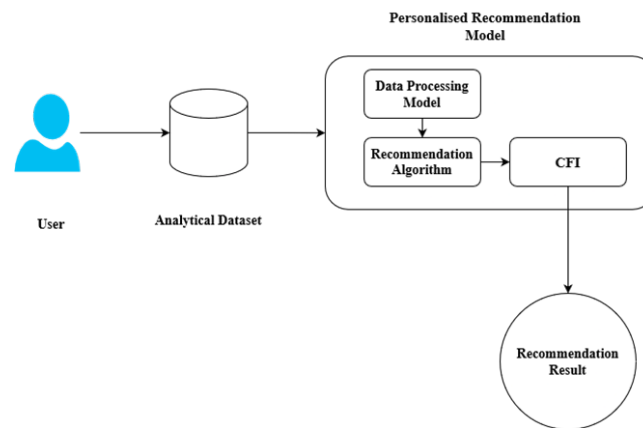 Personalised Recommendation
Model
Data Processing
Model
Recommendation
Algorithm
CFI
User
Analytical Dataset
Recommendation
Result